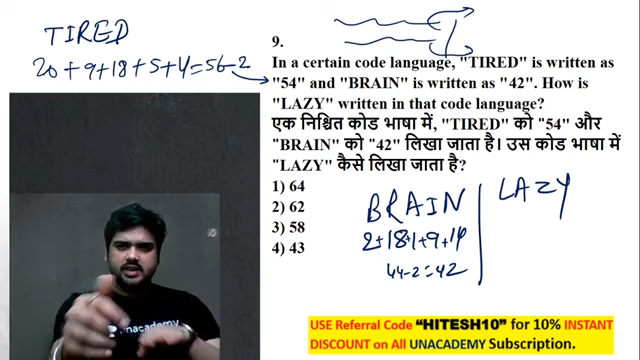 TIRED
20+9+18+5+4=56-2
9.
In a certain code language, "TIRED" is written as
"54" and "BRAIN" is written as "42". How is
"LAZY" written in that code language?
एक निश्चित कोड भाषा में, "TIRED" को "54" और
"BRAIN" को "42" लिखा जाता है। उस कोड भाषा में
"LAZY" कैसे लिखा जाता है?
1) 64
2) 62
3) 58
4) 43
BRAIN
2+18+1+9+14
44-2=42
LAZY
unacademy
USE Referral Code “HITESH10” for 10% INSTANT
DISCOUNT on All UNACADEMY Subscription.